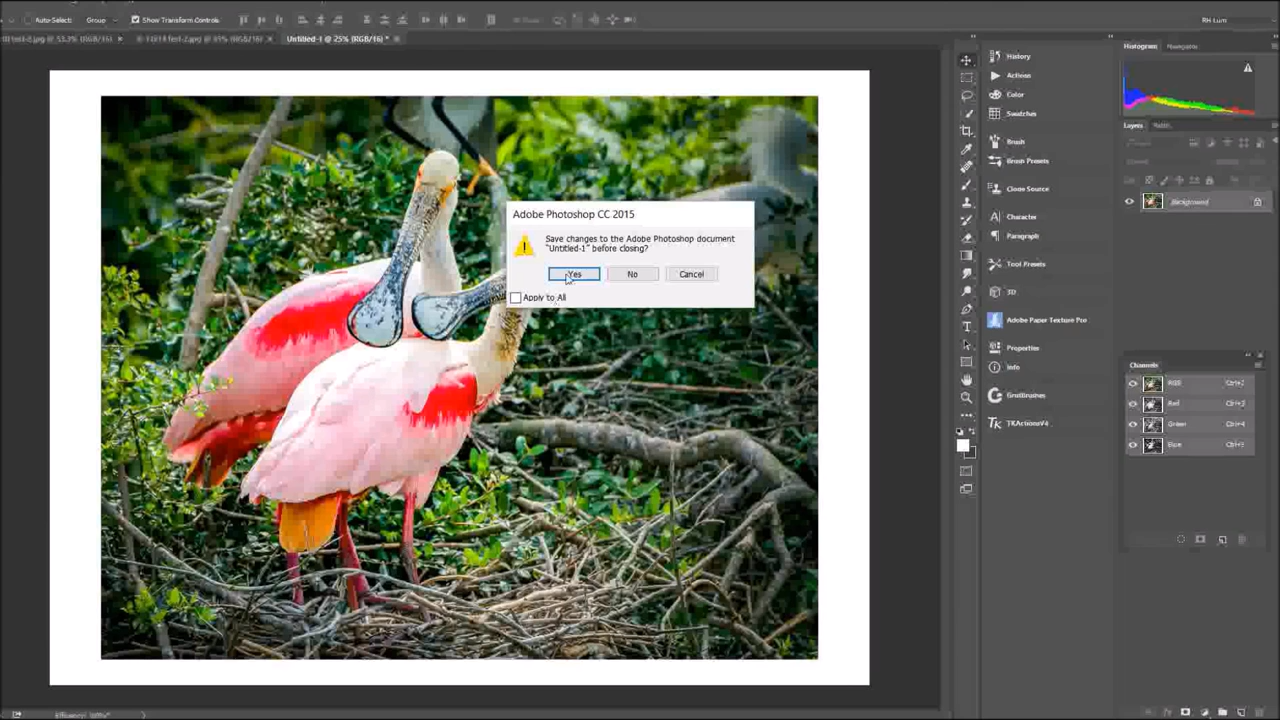 Auto-Select: Group Show Transform Controls
Untitled-1 @ 25% (RGB/16) *
Adobe Photoshop CC 2015
Save changes to the Adobe Photoshop document
"Untitled-1" before closing?
Yes No Cancel
Apply to All
History
Actions
Color
Swatches
Brush
Brush Presets
Clone Source
Character
Paragraph
Tool Presets
3D
Adobe Paper Texture Pro
Properties
Info
TKActionsV4
Histogram Navigator
Layers
Background
Channels
RGB Ctrl+2
Red Ctrl+3
Green Ctrl+4
Blue Ctrl+5